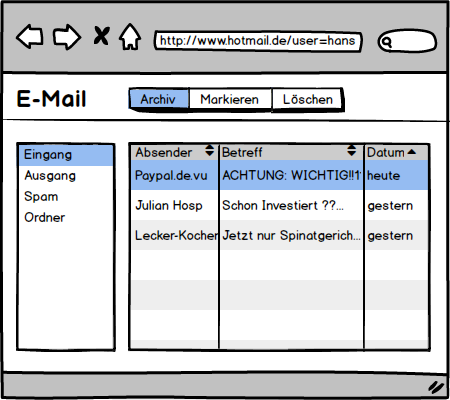 http://www.hotmail.de/user=hans
E-Mail
Archiv Markieren Löschen
Eingang
Ausgang
Spam
Ordner
Absender Betreff Datum
Paypal.de.vu ACHTUNG: WICHTIG!!1 heute
Julian Hosp Schon Investiert ??... gestern
Lecker-Kocher Jetzt nur Spinatgerich... gestern